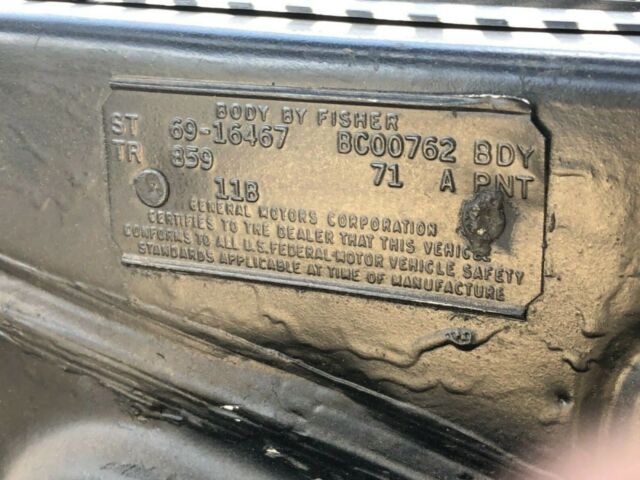 BODY BY FISHER
ST 69-16467 BC00762 BDY
TR 859 71 A PNT
11B
GENERAL MOTORS CORPORATION
CERTIFIES TO THE DEALER THAT THIS VEHICLE
CONFORMS TO ALL U.S. FEDERAL MOTOR VEHICLE SAFETY
STANDARDS APPLICABLE AT TIME OF MANUFACTURE